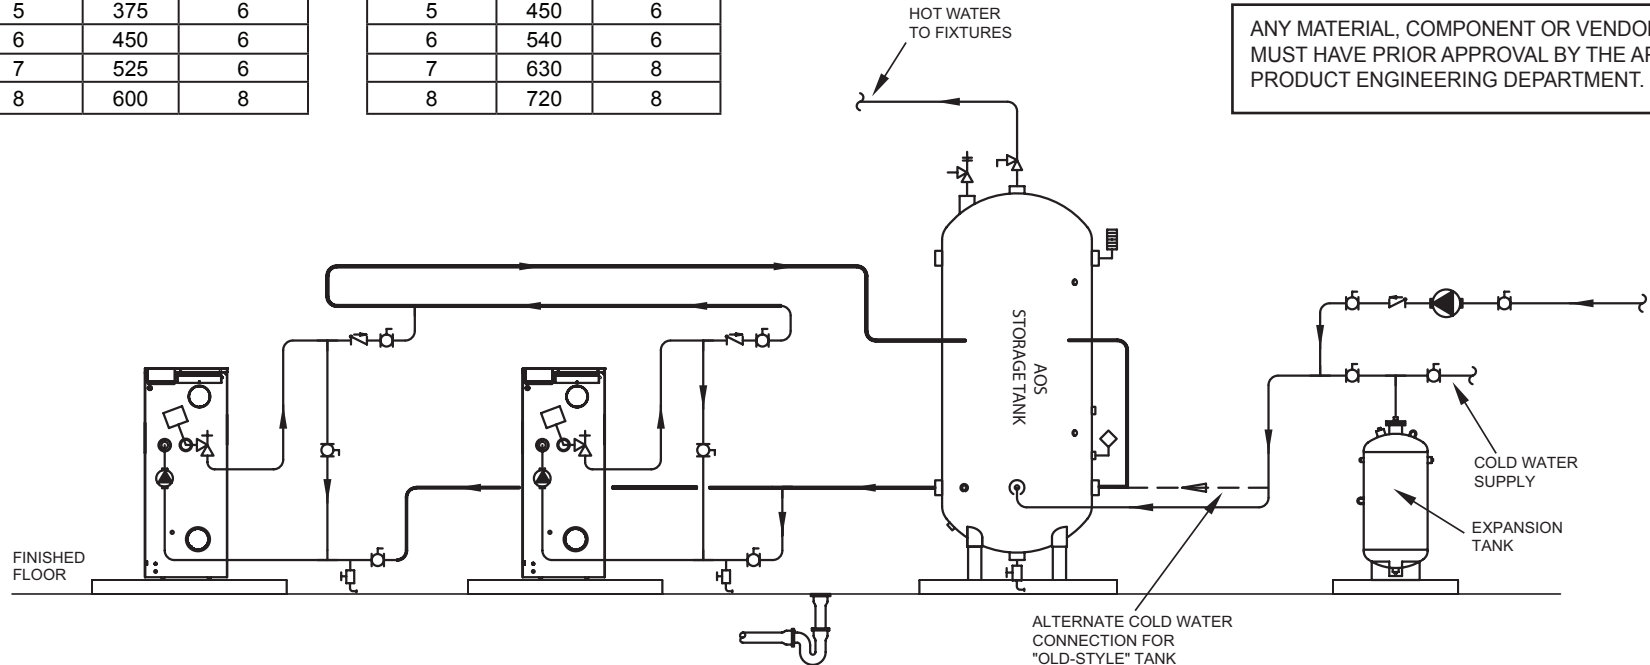 5 375 6
6 450 6
7 525 6
8 600 8
5 450 6
6 540 6
7 630 8
8 720 8
HOT WATER
TO FIXTURES
ANY MATERIAL, COMPONENT OR
MUST HAVE PRIOR APPROVAL BY THE
PRODUCT ENGINEERING DEPARTMENT.
AOS
STORAGE TANK
COLD WATER
SUPPLY
EXPANSION
TANK
FINISHED
FLOOR
ALTERNATE COLD WATER
CONNECTION FOR
"OLD-STYLE" TANK